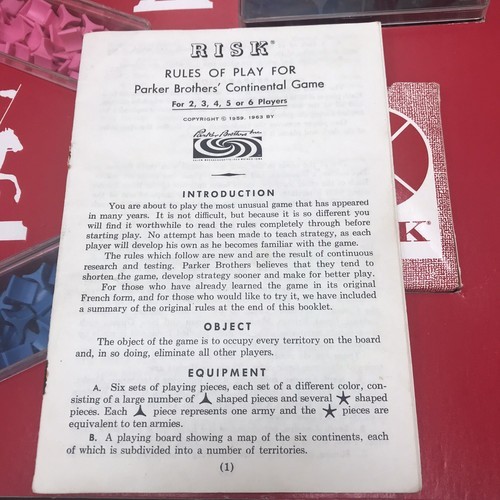 RISK®
RULES OF PLAY FOR
Parker Brothers' Continental Game
For 2, 3, 4, 5 or 6 Players
COPYRIGHT © 1959, 1963 BY
Parker Brothers Inc.
INTRODUCTION
You are about to play the most unusual game that has appeared
in many years. It is not difficult, but because it is so different you
will find it worthwhile to read the rules completely through before
starting play. No attempt has been made to teach strategy, as each
player will develop his own as he becomes familiar with the game.
The rules which follow are new and are the result of continuous
research and testing. Parker Brothers believes that they tend to
shorten the game, develop strategy sooner and make for better play.
For those who have already learned the game in its original
French form, and for those who would like to try it, we have included
a summary of the original rules at the end of this booklet.
OBJECT
The object of the game is to occupy every territory on the board
and, in so doing, eliminate all other players.
EQUIPMENT
A. Six sets of playing pieces, each set of a different color, con-
sisting of a large number of shaped pieces and several shaped
pieces. Each piece represents one army and the pieces are
equivalent to ten armies.
B. A playing board showing a map of the six continents, each
of which is subdivided into a number of territories.
(1)
K®